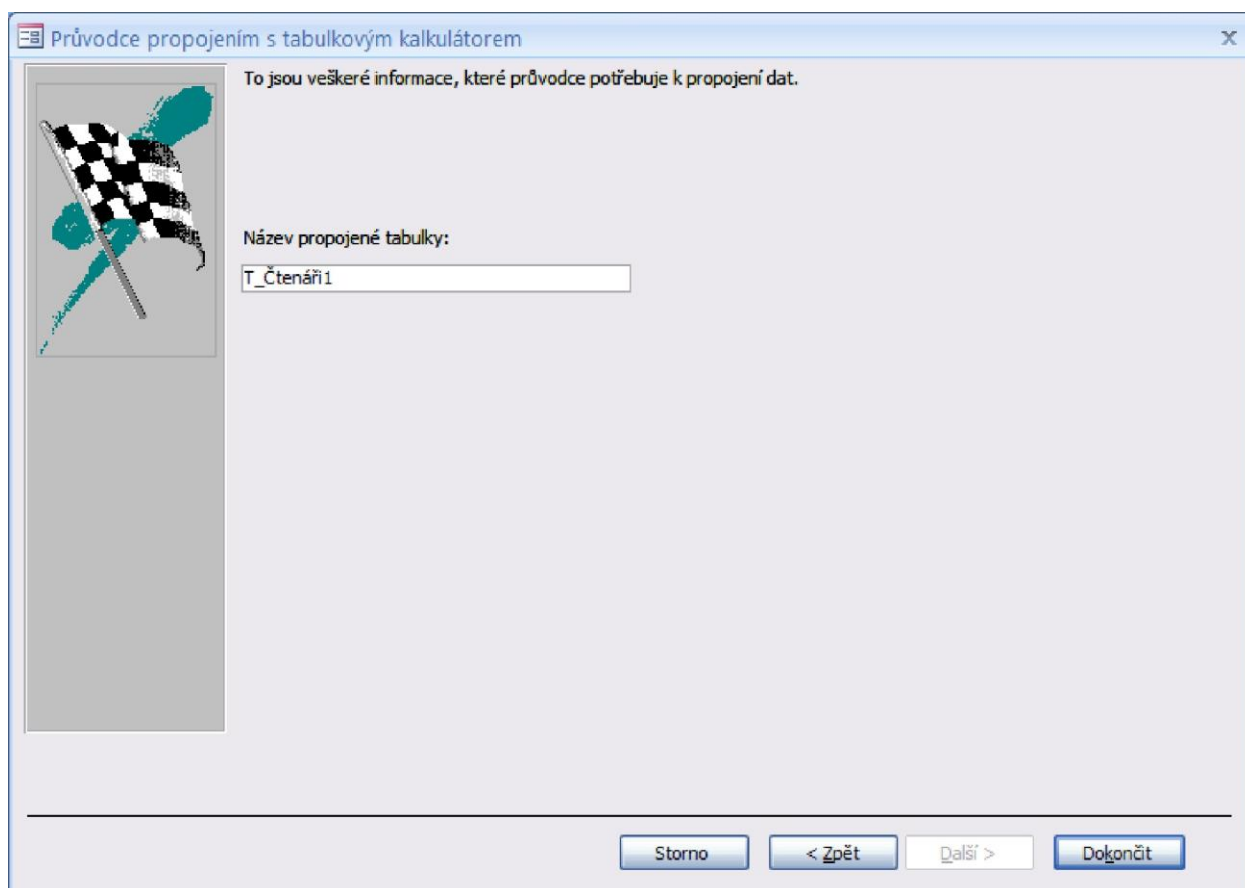 Průvodce propojením s tabulkovým kalkulátorem
To jsou veškeré informace, které průvodce potřebuje k propojení dat.
Název propojené tabulky:
T_Čtenáři1
Storno
< Zpět
Další >
Dokončit